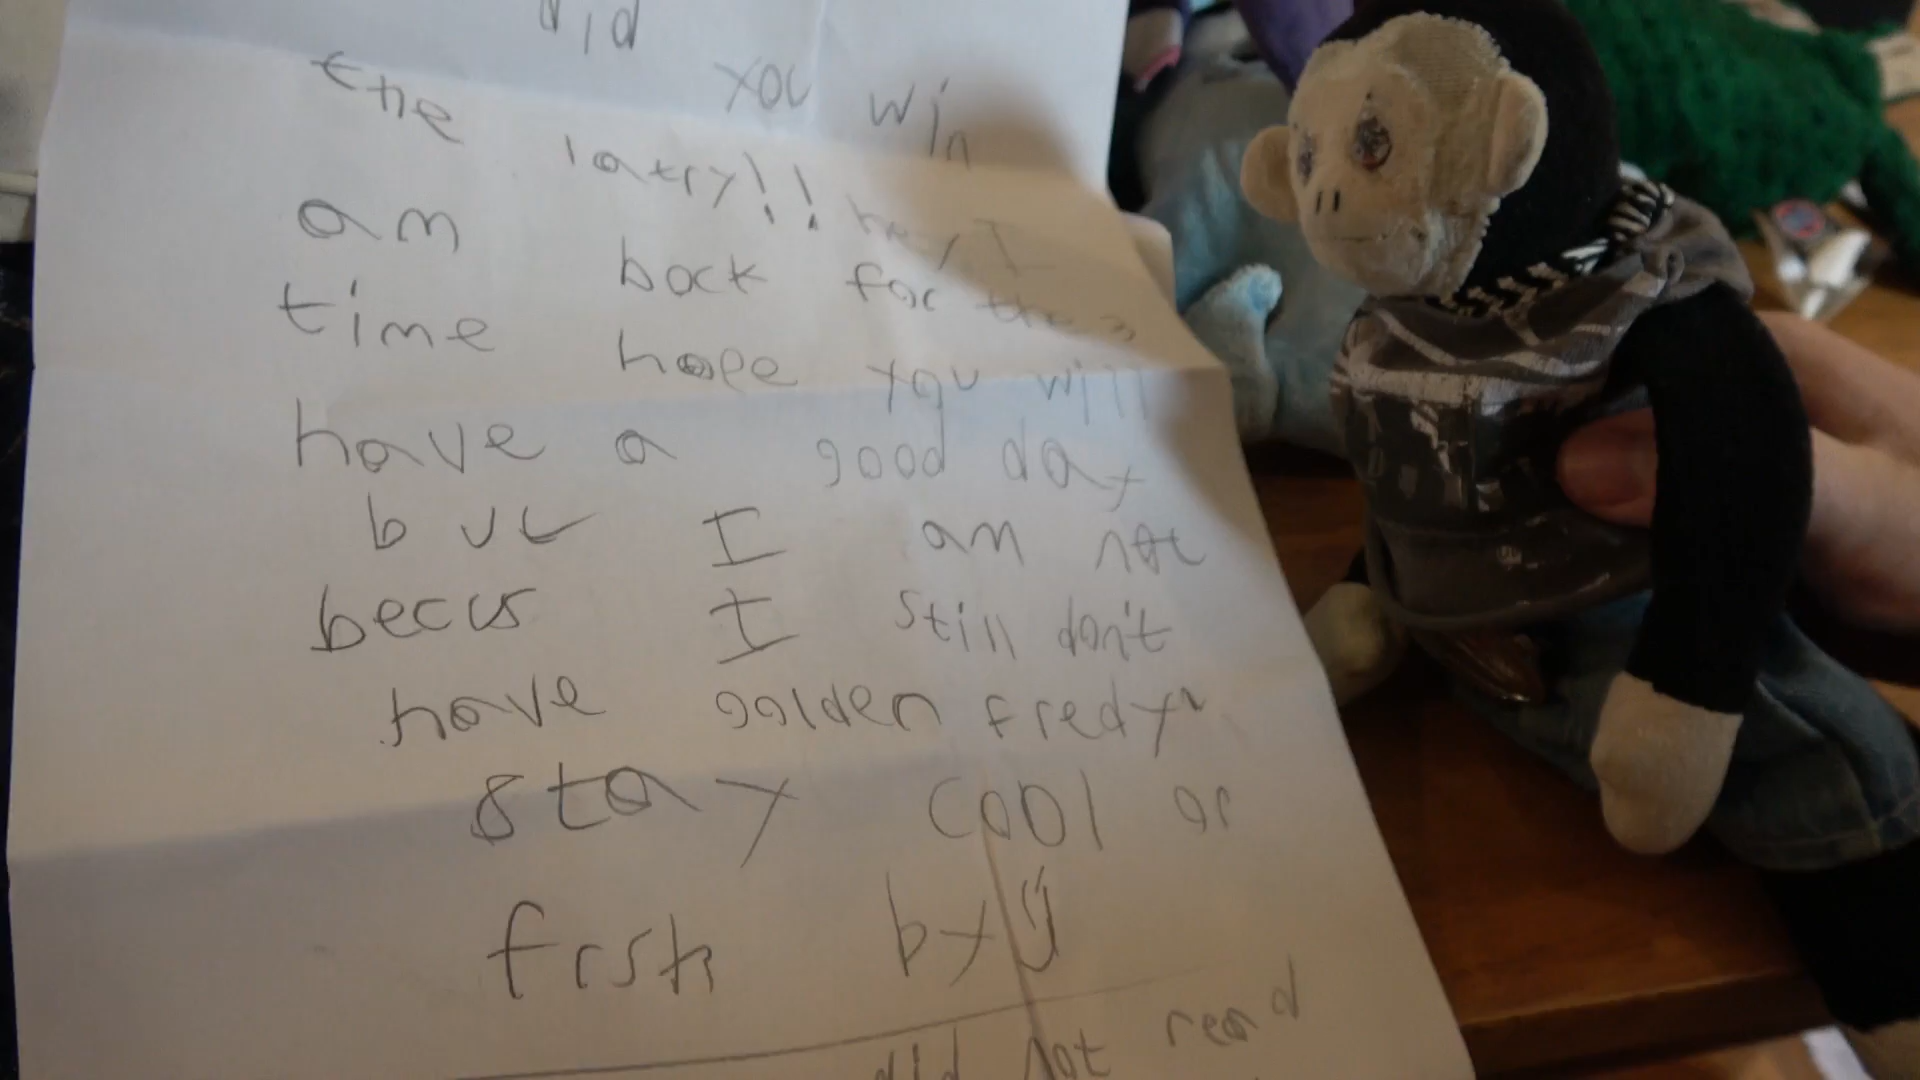 did
the you win
latry!! hey I
am back for the
time hope you will
have a good day
but I am not
becus I still don't
have golden fredy
stay cool or
frsh by
did not read